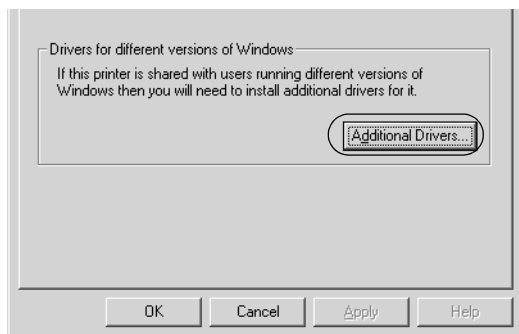 Drivers for different versions of Windows
If this printer is shared with users running different versions of
Windows then you will need to install additional drivers for it.
Additional Drivers...
OK Cancel Apply Help